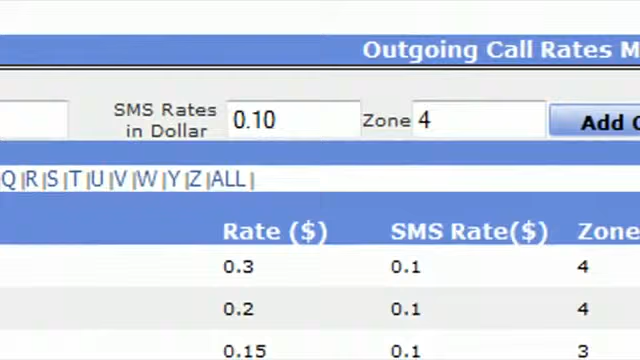 Outgoing Call Rates M
SMS Rates in Dollar 0.10 Zone 4 Add
Q |R |S |T |U |V |W |Y |Z |ALL |
Rate ($) SMS Rate($) Zone
0.3 0.1 4
0.2 0.1 4
0.15 0.1 3